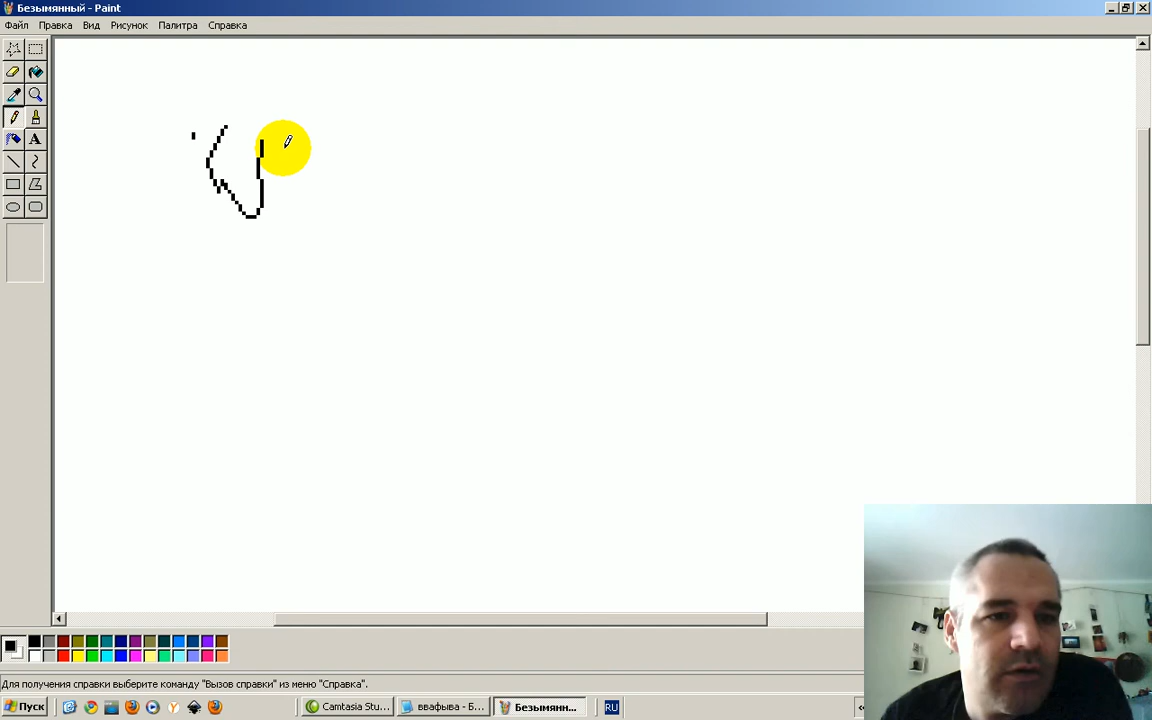 Безымянный - Paint
Файл Правка Вид Рисунок Палитра Справка
Для получения справки выберите команду "Вызов справки" из меню "Справка".
Пуск Camtasia Stu... ввафыва - Б... Безымянн... RU